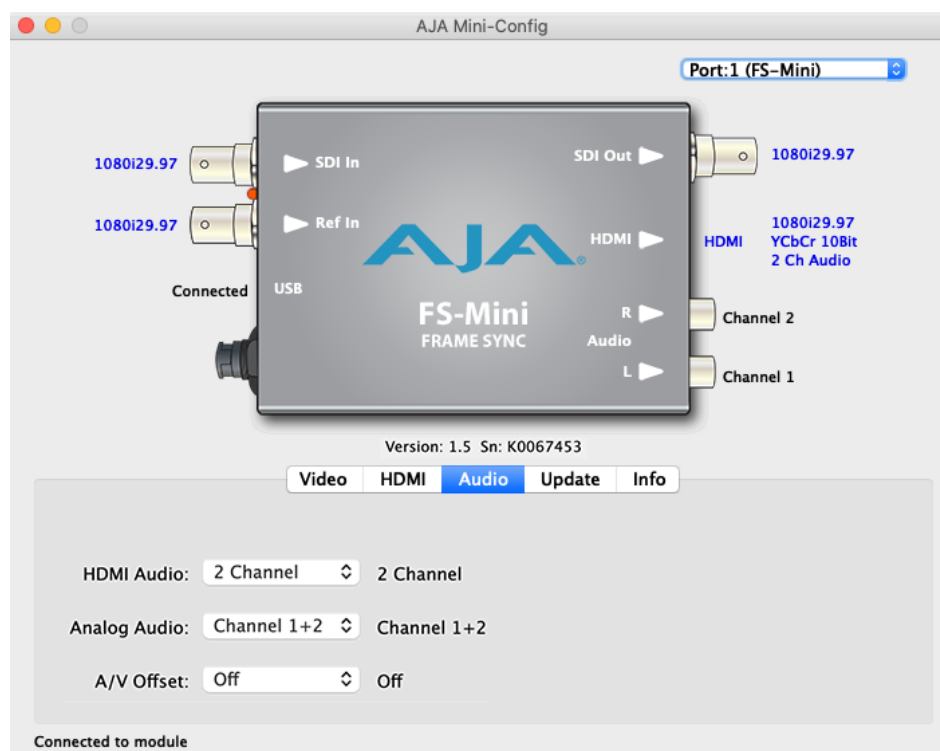 AJA Mini-Config
Port:1 (FS-Mini)
1080i29.97
SDI In
SDI Out
1080i29.97
1080i29.97
Ref In
AJA®
HDMI
HDMI
1080i29.97
YCbCr 10Bit
2 Ch Audio
Connected
USB
FS-Mini
FRAME SYNC
R
Channel 2
Audio
L
Channel 1
Version: 1.5 Sn: K0067453
Video HDMI Audio Update Info
HDMI Audio: 2 Channel 2 Channel
Analog Audio: Channel 1+2 Channel 1+2
A/V Offset: Off Off
Connected to module